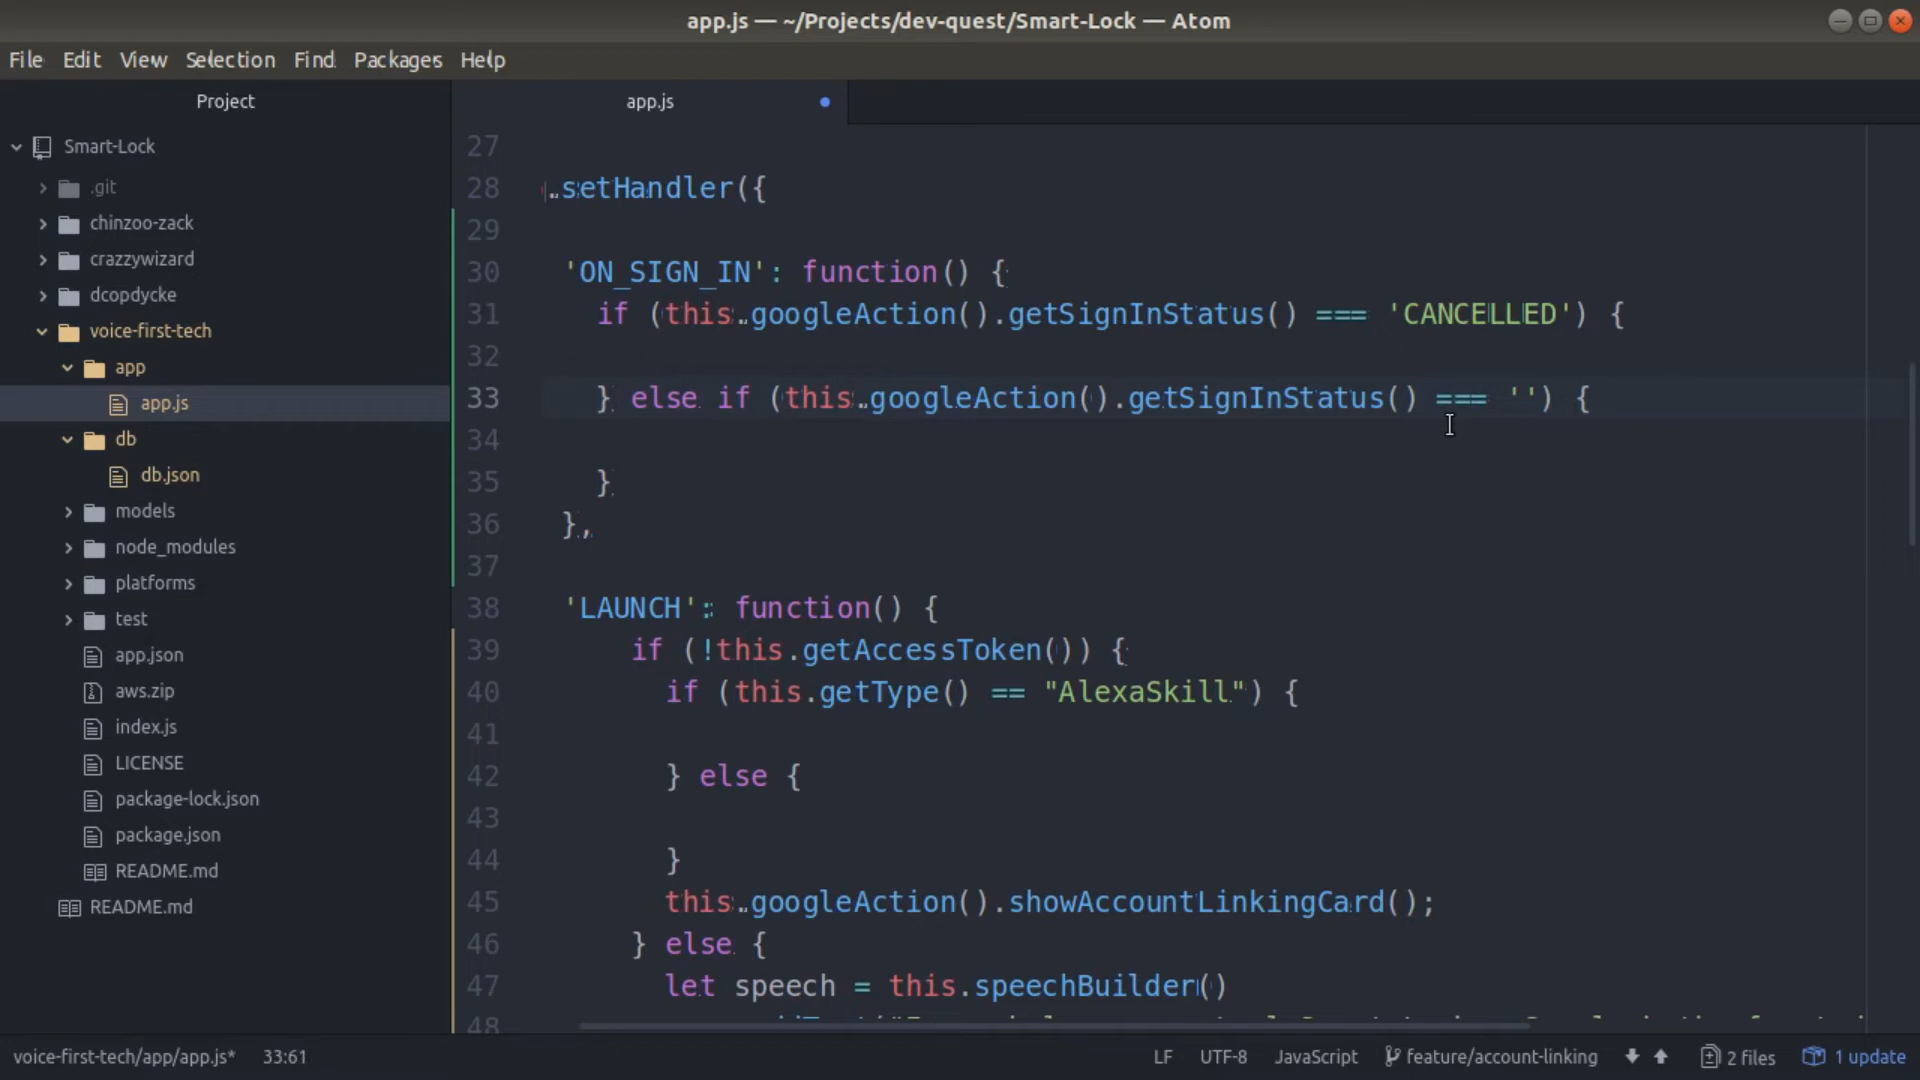 app.js — ~/Projects/dev-quest/Smart-Lock — Atom
File Edit View Selection Find Packages Help
Project
app.js
Smart-Lock
.git
chinzoo-zack
crazzywizard
dcopdycke
voice-first-tech
app
app.js
db
db.json
models
node_modules
platforms
test
app.json
aws.zip
index.js
LICENSE
package-lock.json
package.json
README.md
README.md
27
28 .setHandler({
29
30 'ON_SIGN_IN': function() {
31 if (this.googleAction().getSignInStatus() === 'CANCELLED') {
32
33 } else if (this.googleAction().getSignInStatus() === '') {
34
35 }
36 },
37
38 'LAUNCH': function() {
39 if (!this.getAccessToken()) {
40 if (this.getType() == "AlexaSkill") {
41
42 } else {
43
44 }
45 this.googleAction().showAccountLinkingCard();
46 } else {
47 let speech = this.speechBuilder()
48
voice-first-tech/app/app.js* 33:61 LF UTF-8 JavaScript feature/account-linking 2 files 1 update